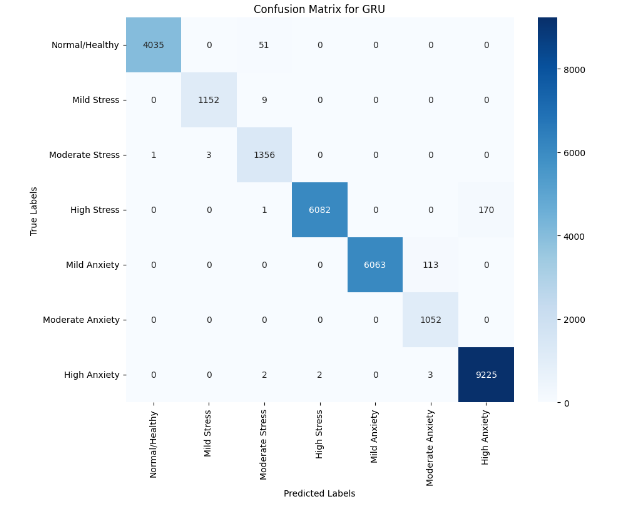 Confusion Matrix for GRU
Normal/Healthy 4035 0 51 0 0 0 0
Mild Stress 0 1152 9 0 0 0 0
Moderate Stress 1 3 1356 0 0 0 0
High Stress 0 0 1 6082 0 0 170
Mild Anxiety 0 0 0 0 6063 113 0
Moderate Anxiety 0 0 0 0 0 1052 0
High Anxiety 0 0 2 2 0 3 9225
True Labels
Normal/Healthy
Mild Stress
Moderate Stress
High Stress
Mild Anxiety
Moderate Anxiety
High Anxiety
Predicted Labels
8000
6000
4000
2000
0